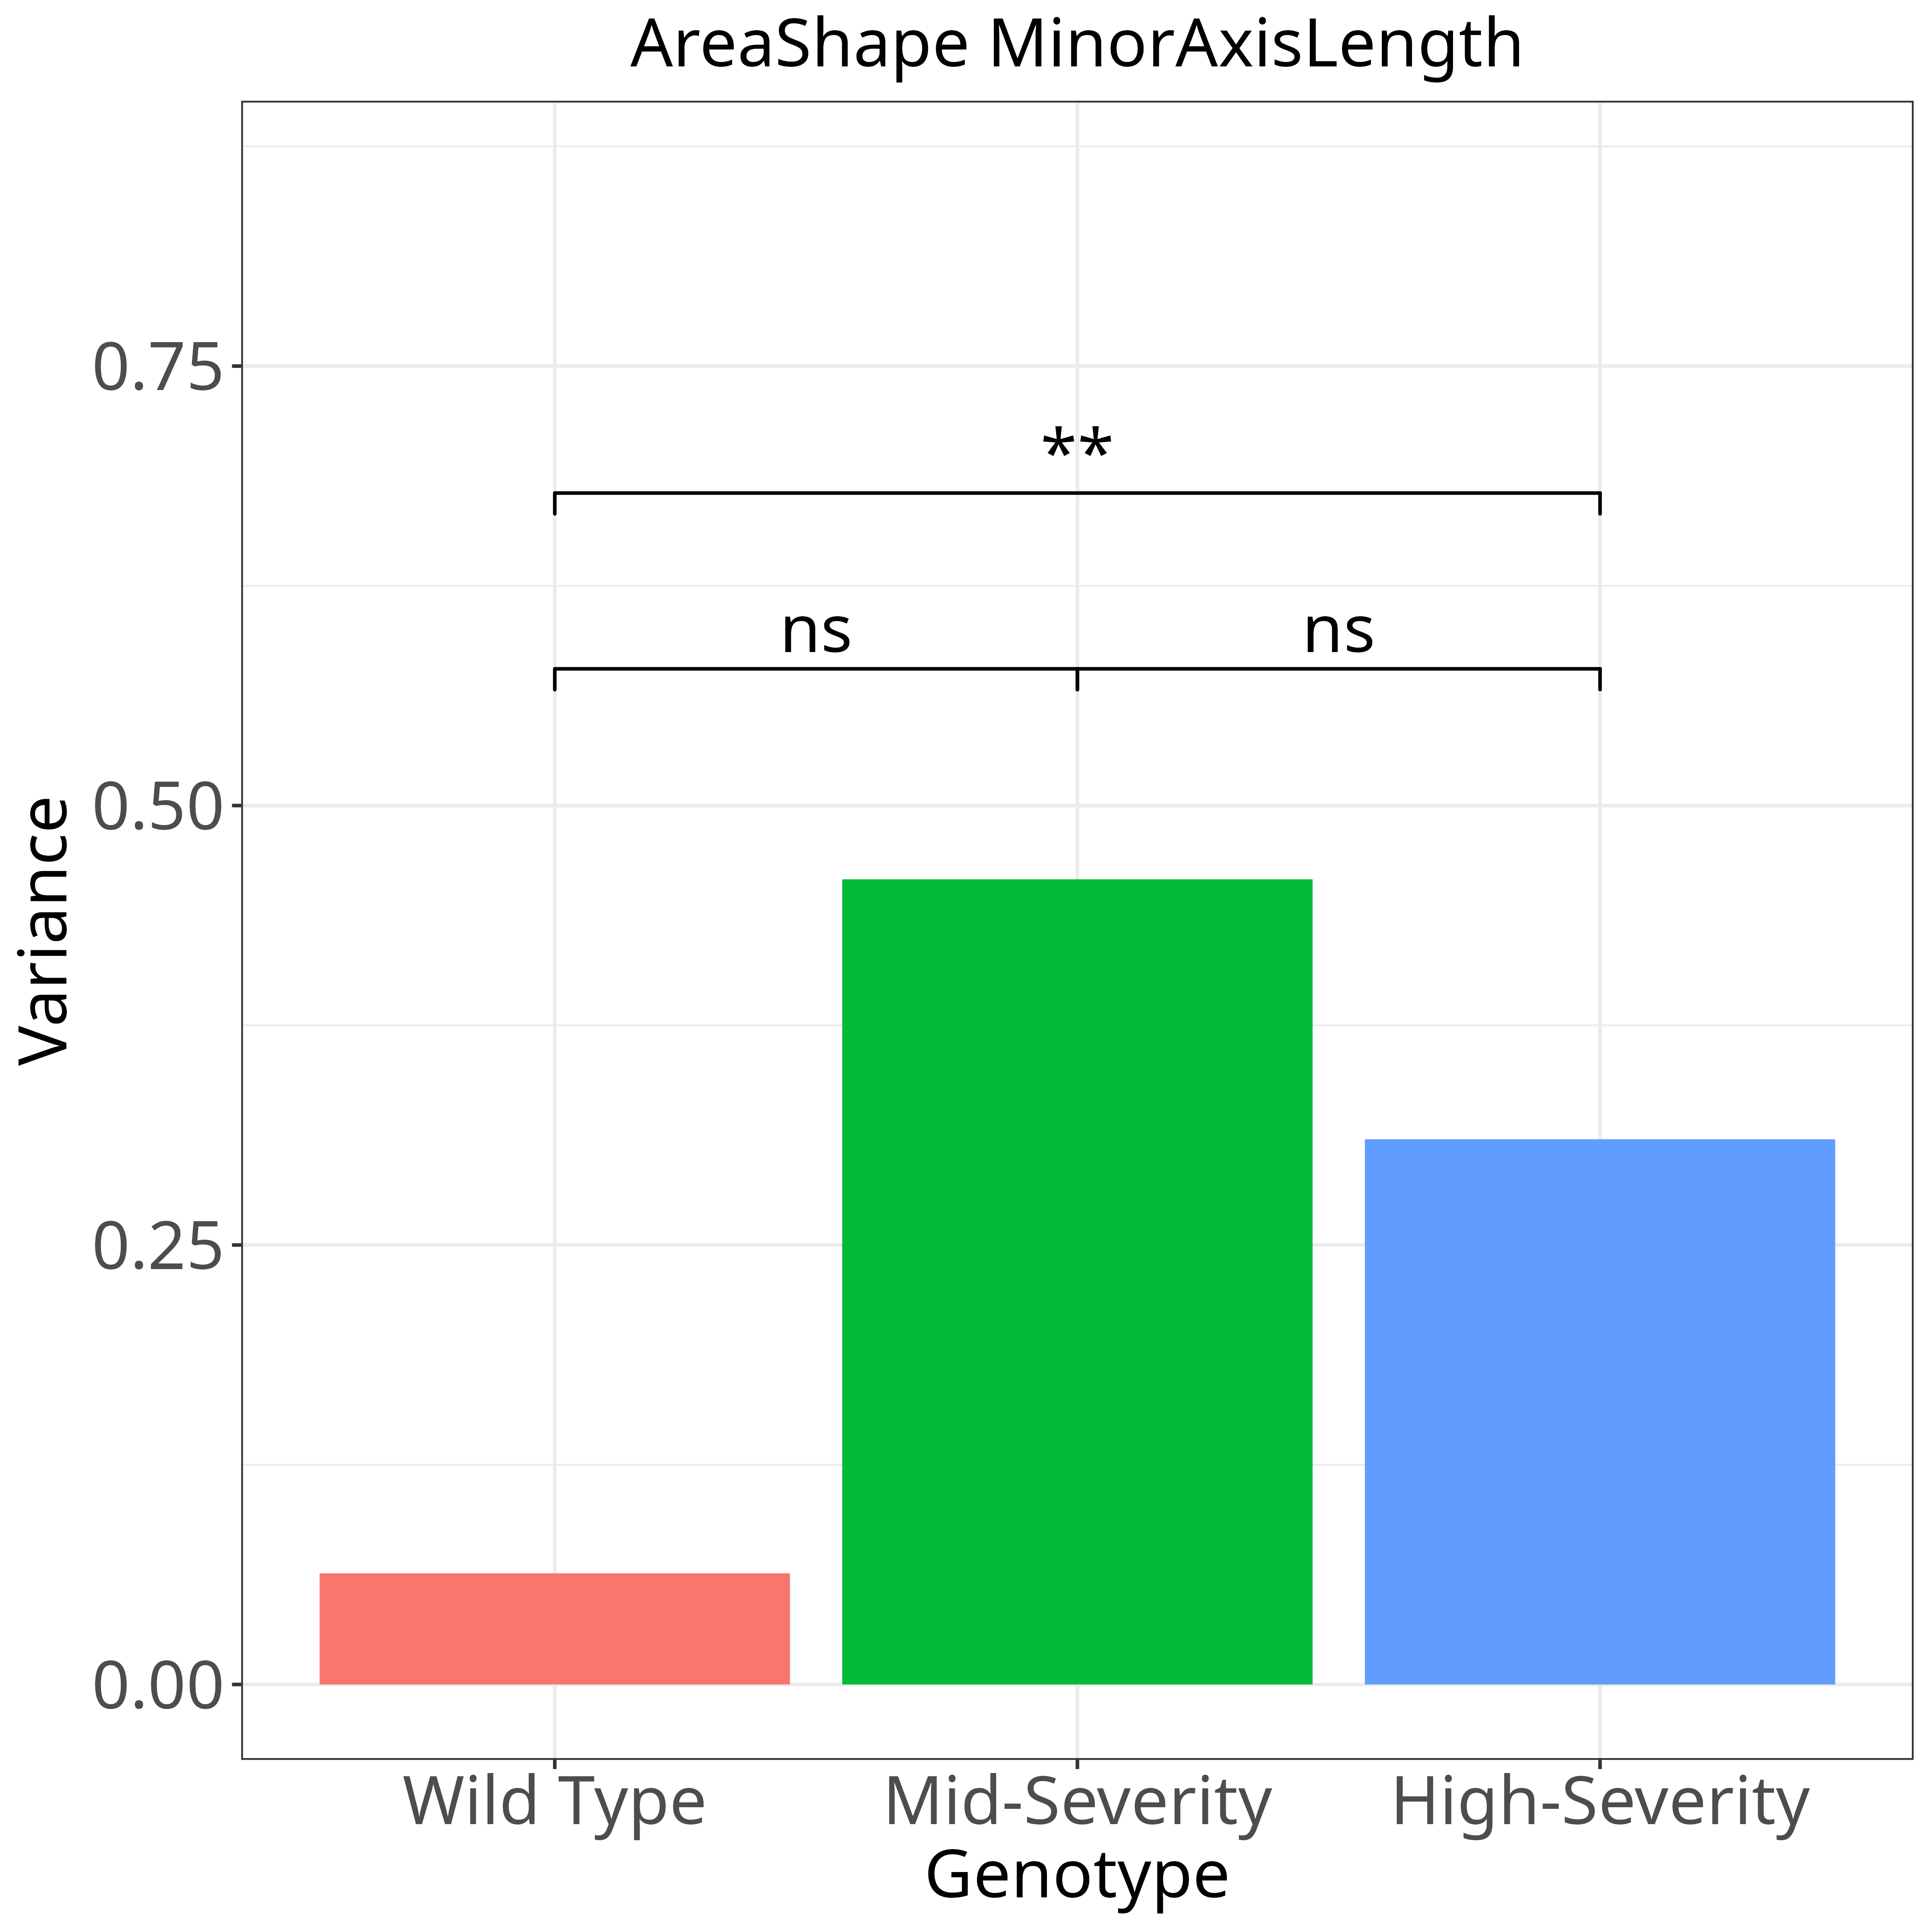 AreaShape MinorAxisLength
0.75
**
ns ns
0.50
Variance
0.25
0.00
Wild Type Mid-Severity High-Severity
Genotype